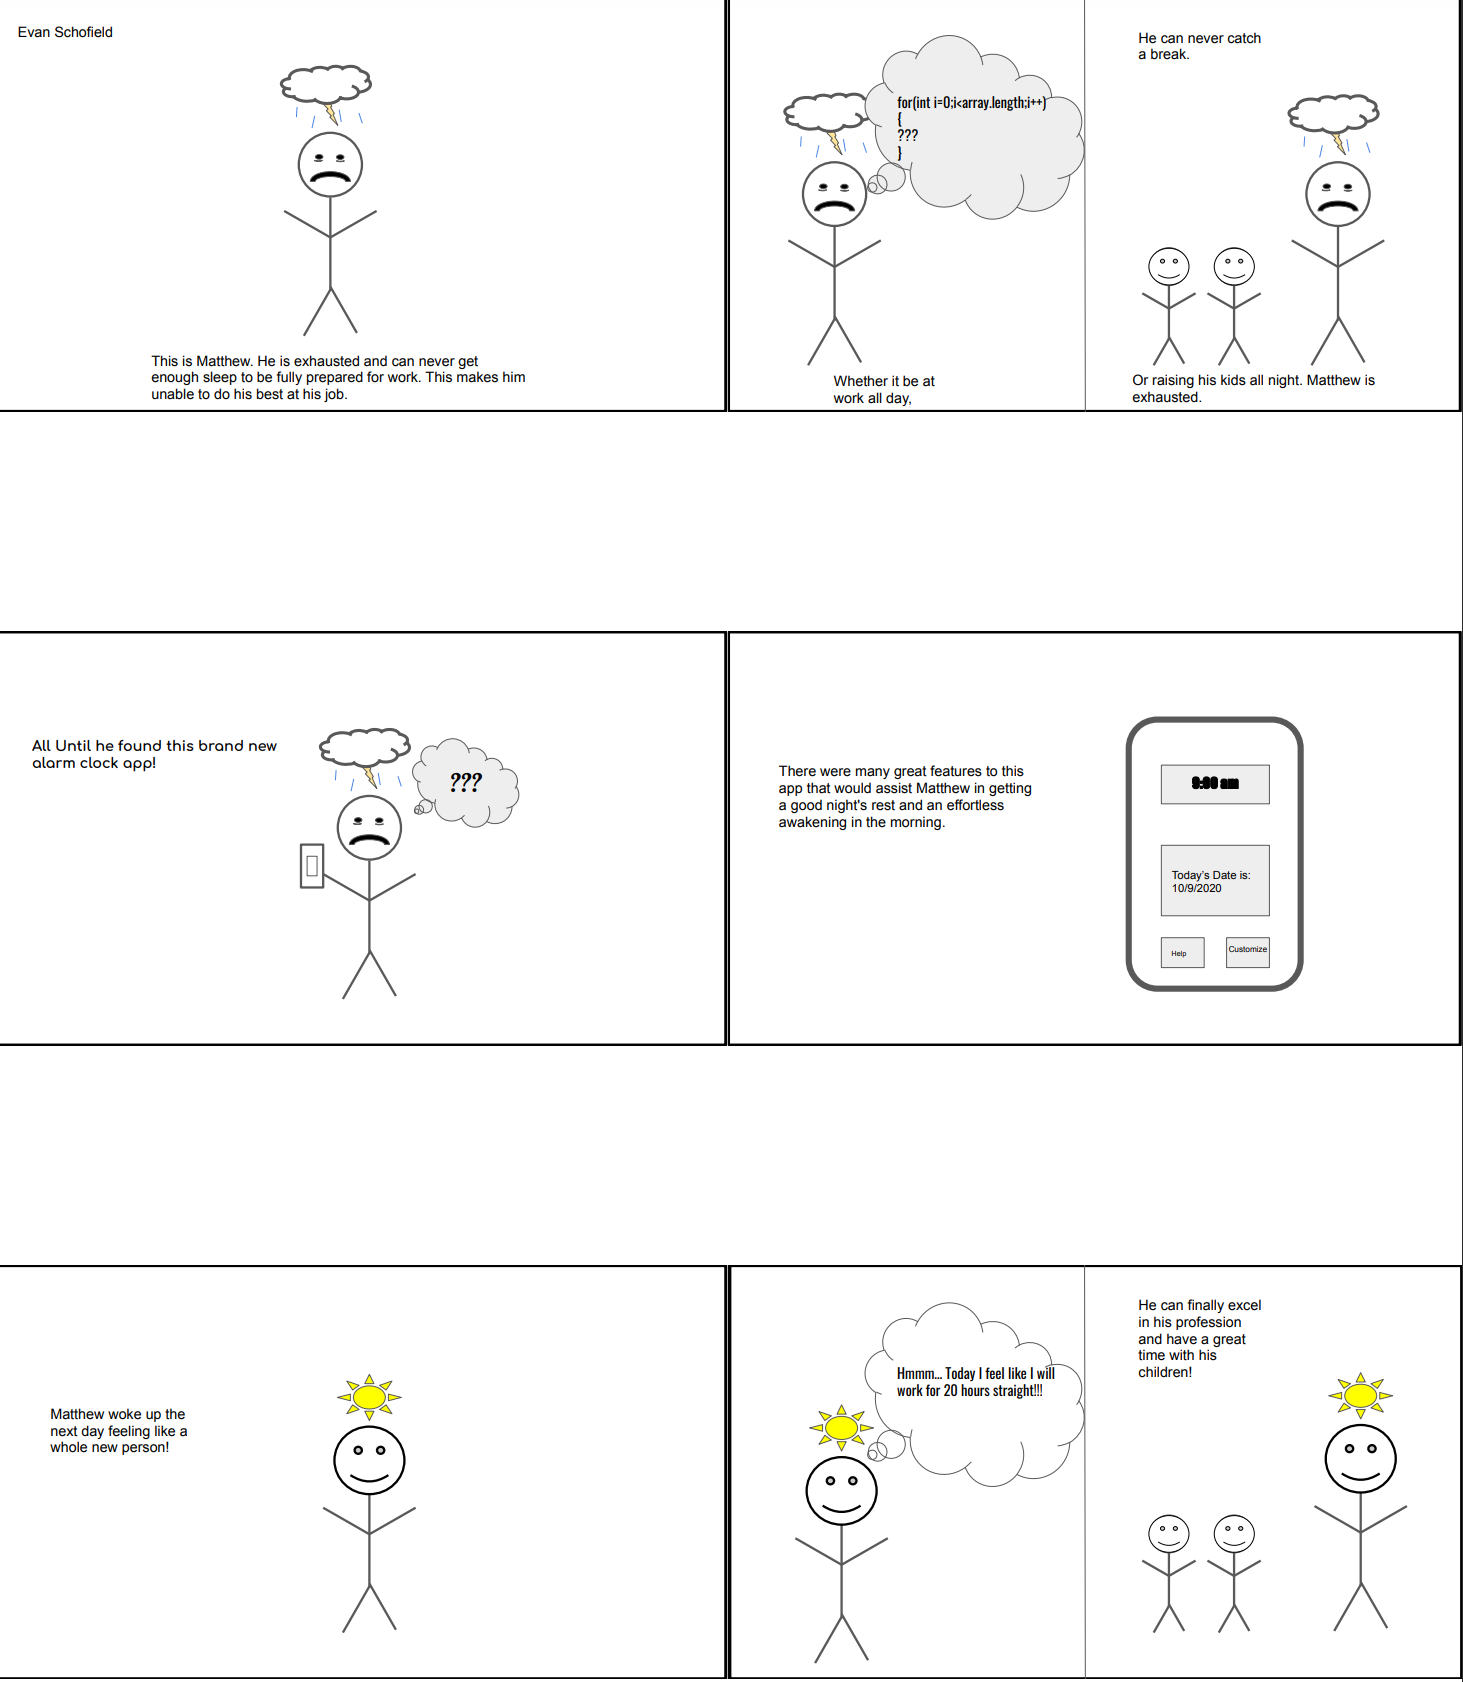 Evan Schofield
This is Matthew. He is exhausted and can never get
enough sleep to be fully prepared for work. This makes him
unable to do his best at his job.
for(int i=0;i<array.length;i++)
{
???
}
Whether it be at
work all day,
He can never catch
a break.
Or raising his kids all night. Matthew is
exhausted.
All Until he found this brand new
alarm clock app!
???
There were many great features to this
app that would assist Matthew in getting
a good night's rest and an effortless
awakening in the morning.
9:00 am
Today's Date is:
10/9/2020
Help
Customize
Matthew woke up the
next day feeling like a
whole new person!
Hmmm... Today I feel like I will
work for 20 hours straight!!!
He can finally excel
in his profession
and have a great
time with his
children!